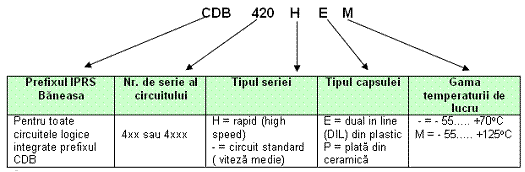 CDB 420 H E M
Prefixul IPRS Băneasa
Nr. de serie al circuitului
Tipul seriei
Tipul capsulei
Gama temperaturii de lucru
Pentru toate circuitele logice integrate prefixul CDB
4xx sau 4xxx
H = rapid (high speed)
- = circuit standard ( viteză medie)
E = dual in line (DIL) din plastic
P = plată din ceramică
- = - 55..... +70ºC
M = - 55..... +125ºC